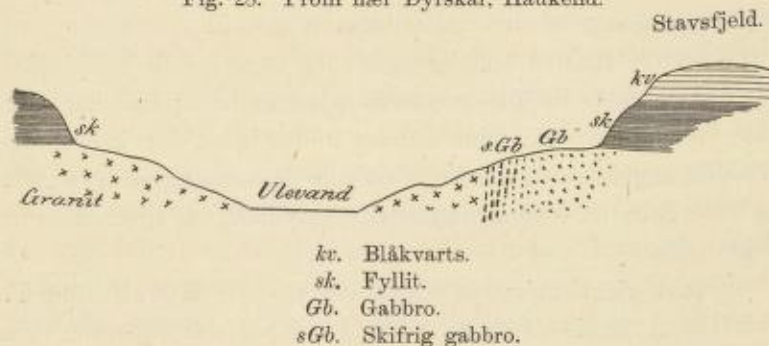 Stavsfjeld.
kv
sk
sk
Gb
sGb
Ulevand
Granit
kv. Blåkvarts.
sk. Fyllit.
Gb. Gabbro.
sGb. Skifrig gabbro.